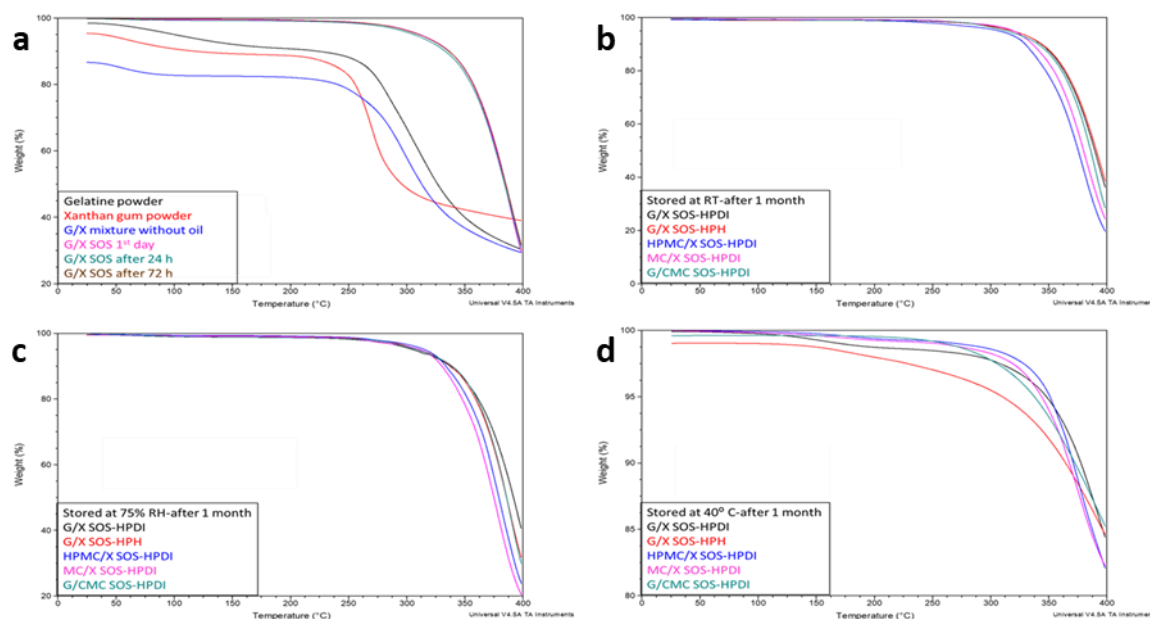 a
100
80
60
40
20
Weight (%)
Gelatine powder
Xanthan gum powder
G/X mixture without oil
G/X SOS 1st day
G/X SOS after 24 h
G/X SOS after 72 h
0 50 100 150 200 250 300 350 400
Temperature (°C)
Universal V4.5A TA Instruments
b
100
80
60
40
20
0
Weight (%)
Stored at RT-after 1 month
G/X SOS-HPDI
G/X SOS-HPH
HPMC/X SOS-HPDI
MC/X SOS-HPDI
G/CMC SOS-HPDI
0 50 100 150 200 250 300 350 400
Temperature (°C)
Universal V4.5A TA Instruments
c
100
80
60
40
20
Weight (%)
Stored at 75% RH-after 1 month
G/X SOS-HPDI
G/X SOS-HPH
HPMC/X SOS-HPDI
MC/X SOS-HPDI
G/CMC SOS-HPDI
0 50 100 150 200 250 300 350 400
Temperature (°C)
Universal V4.5A TA Instruments
d
100
95
90
85
80
Weight (%)
Stored at 40° C-after 1 month
G/X SOS-HPDI
G/X SOS-HPH
HPMC/X SOS-HPDI
MC/X SOS-HPDI
G/CMC SOS-HPDI
0 50 100 150 200 250 300 350 400
Temperature (°C)
Universal V4.5A TA Instruments